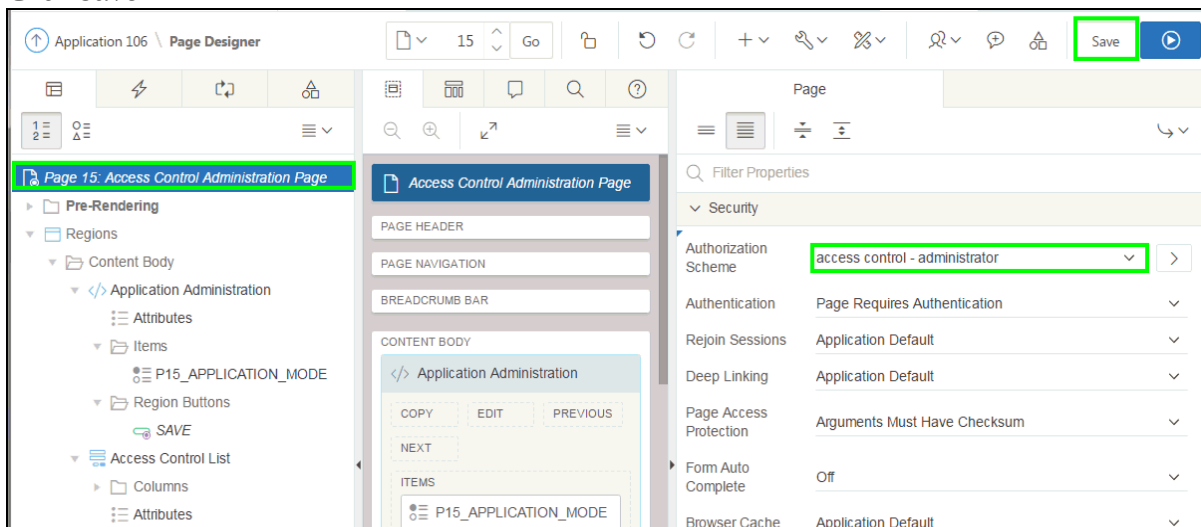 Application 106 \ Page Designer
15
Go
Save
Page
Filter Properties
Page 15: Access Control Administration Page
Pre-Rendering
Regions
Content Body
Application Administration
Attributes
Items
P15_APPLICATION_MODE
Region Buttons
SAVE
Access Control List
Columns
Attributes
Access Control Administration Page
PAGE HEADER
PAGE NAVIGATION
BREADCRUMB BAR
CONTENT BODY
Application Administration
COPY EDIT PREVIOUS
NEXT
ITEMS
P15_APPLICATION_MODE
Security
Authorization Scheme access control - administrator
Authentication Page Requires Authentication
Rejoin Sessions Application Default
Deep Linking Application Default
Page Access Protection Arguments Must Have Checksum
Form Auto Complete Off
Browser Cache Application Default